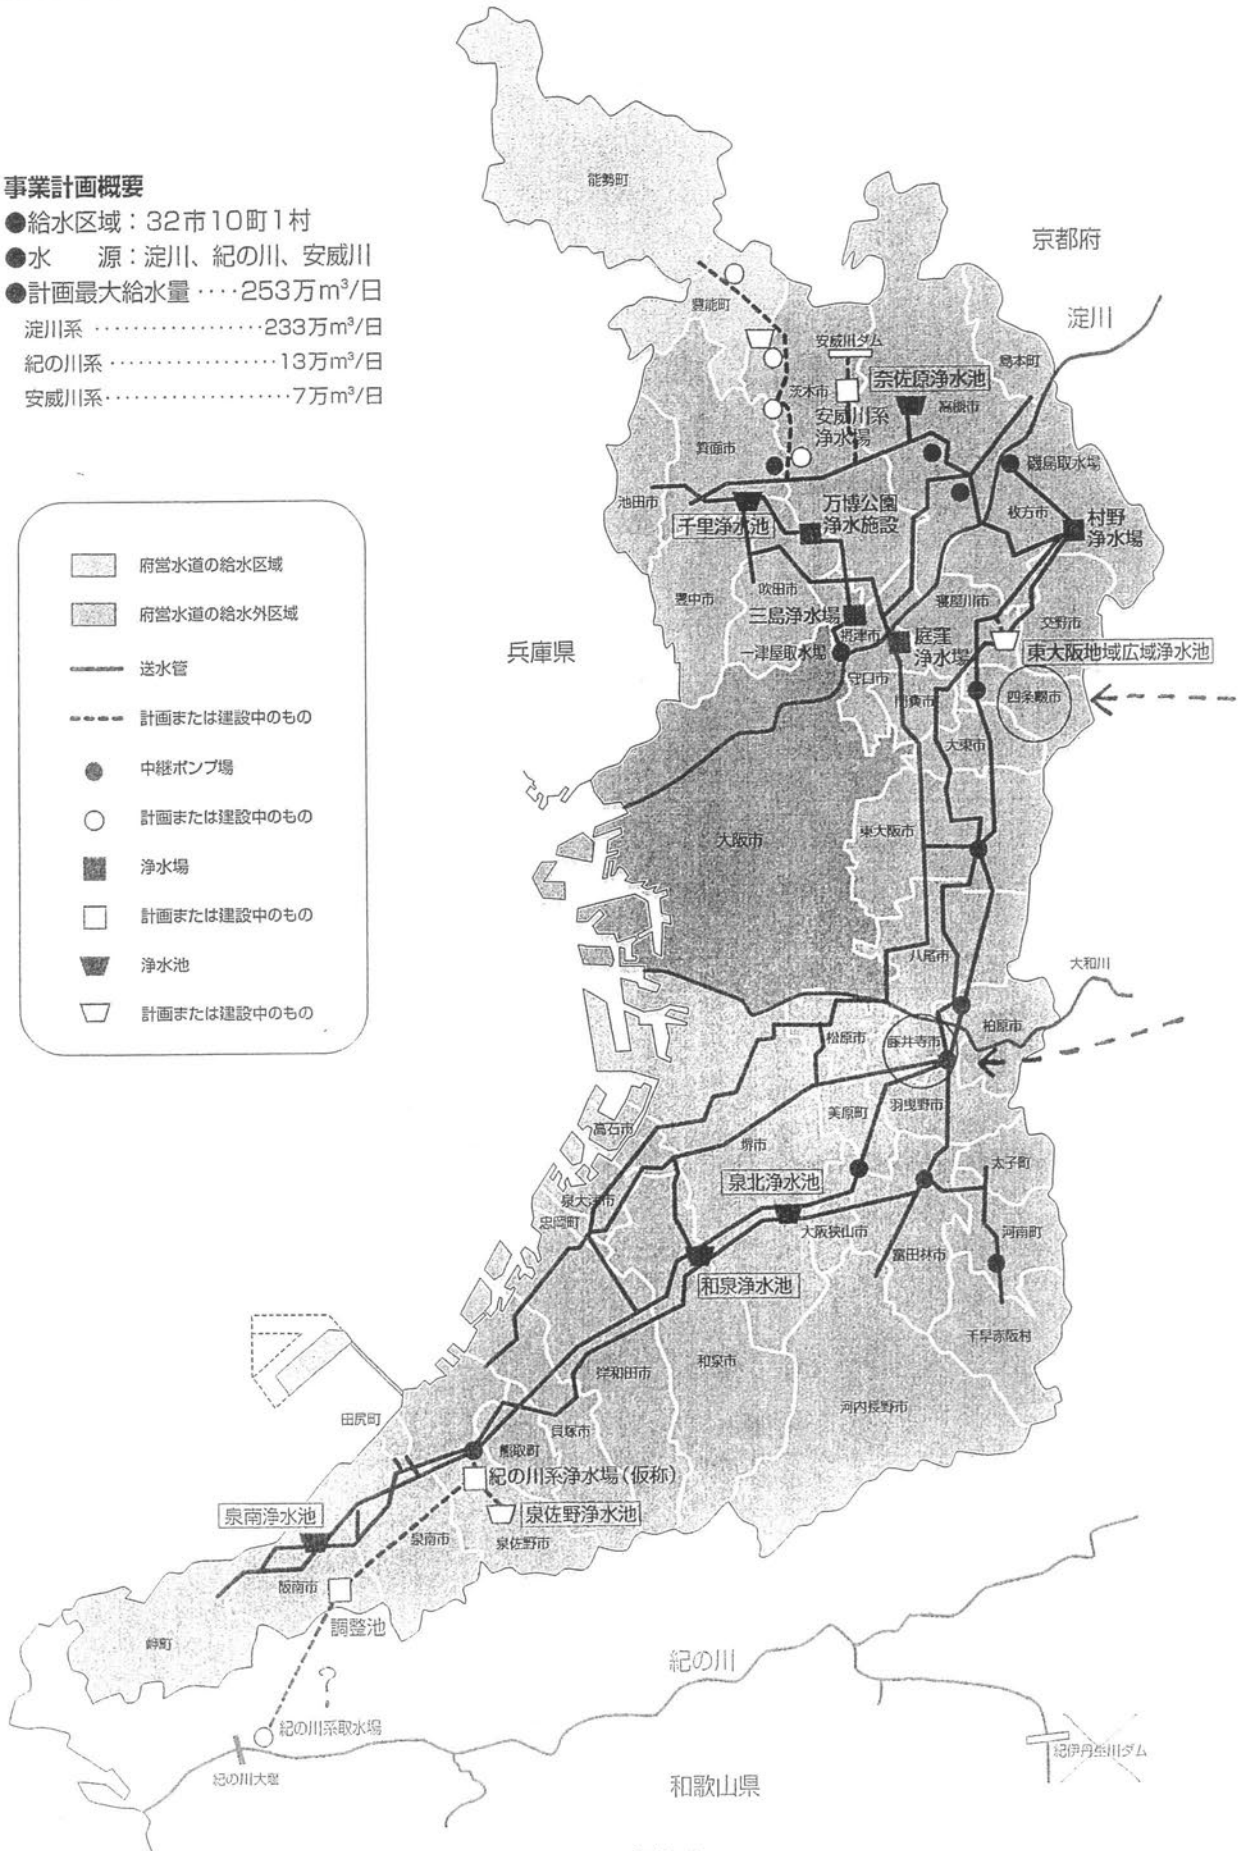 事業計画概要
●給水区域：32市10町1村
●水　　源：淀川、紀の川、安威川
●計画最大給水量‥‥253万m³/日
淀川系‥‥‥‥‥‥‥‥‥233万m³/日
紀の川系‥‥‥‥‥‥‥‥‥13万m³/日
安威川系‥‥‥‥‥‥‥‥‥‥7万m³/日
府営水道の給水区域
府営水道の給水外区域
送水管
計画または建設中のもの
中継ポンプ場
計画または建設中のもの
浄水場
計画または建設中のもの
浄水池
計画または建設中のもの
能勢町
京都府
豊能町
淀川
安威川ダム
島本町
茨木市
奈佐原浄水池
高槻市
安威川系
浄水場
箕面市
磯島取水場
池田市
千里浄水池
万博公園
浄水施設
枚方市
村野
浄水場
豊中市
吹田市
寝屋川市
三島浄水場
摂津市
交野市
兵庫県
一津屋取水場
庭窪
浄水場
東大阪地域広域浄水池
守口市
門真市
四条畷市
大東市
大阪市
東大阪市
八尾市
大和川
松原市
藤井寺市
柏原市
美原町
羽曳野市
高石市
堺市
太子町
泉北浄水池
泉大津市
忠岡町
大阪狭山市
河南町
富田林市
和泉浄水池
千早赤阪村
岸和田市
和泉市
河内長野市
田尻町
貝塚市
熊取町
紀の川系浄水場(仮称)
泉南浄水池
泉佐野浄水池
泉南市
泉佐野市
阪南市
調整池
岬町
紀の川
?
紀の川系取水場
紀の川大堰
紀伊丹生川ダム
和歌山県